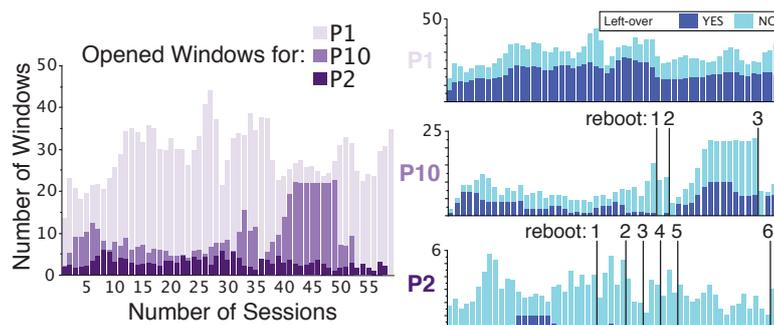 Opened Windows for:
P1
P10
P2
Number of Windows
50
40
30
20
10
0
5 10 15 20 25 30 35 40 45 50 55
Number of Sessions
Left-over YES NO
50
P1
reboot: 1 2 3
25
P10
reboot: 1 2 3 4 5 6
6
P2